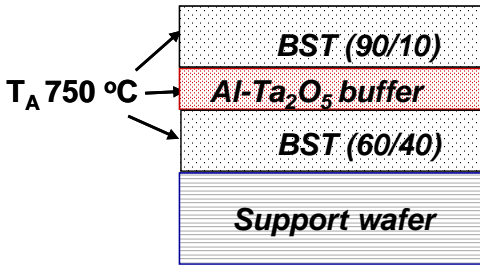 BST (90/10)
T_A 750 °C
Al-Ta₂O₅ buffer
BST (60/40)
Support wafer